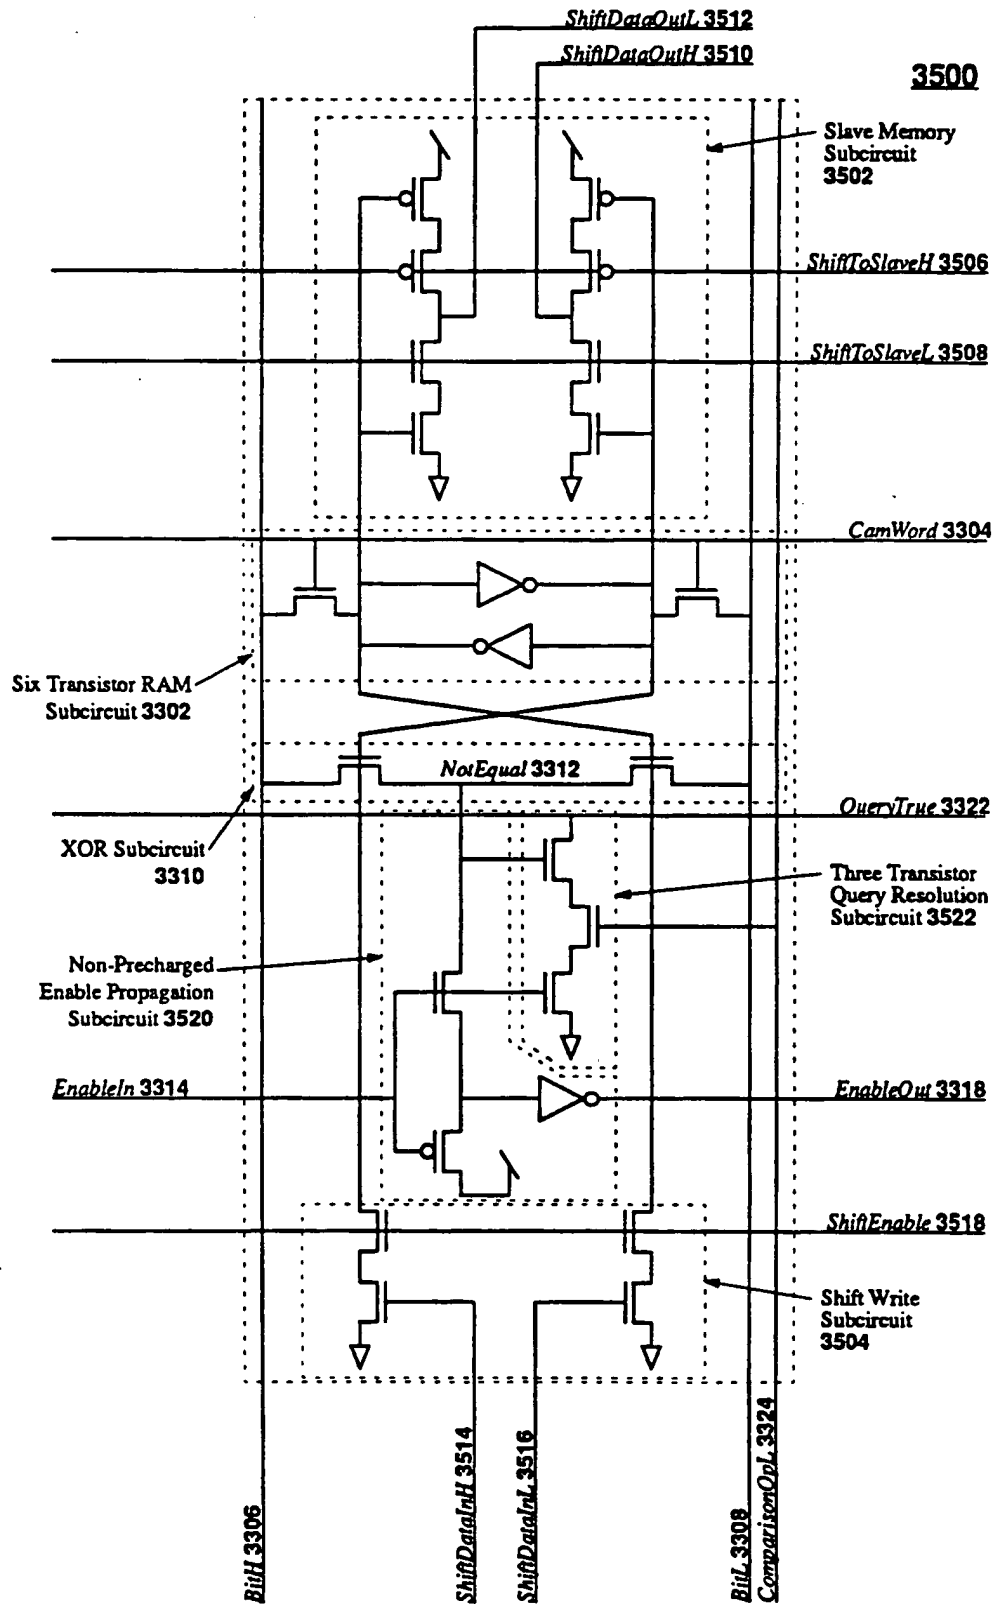 ShiftDataOutL 3512
ShiftDataOutH 3510
3500
Slave Memory
Subcircuit
3502
ShiftToSlaveH 3506
ShiftToSlaveL 3508
CamWord 3304
Six Transistor RAM
Subcircuit 3302
NotEqual 3312
QueryTrue 3322
XOR Subcircuit
3310
Three Transistor
Query Resolution
Subcircuit 3522
Non-Precharged
Enable Propagation
Subcircuit 3520
EnableIn 3314
EnableOut 3318
ShiftEnable 3518
Shift Write
Subcircuit
3504
BitH 3306
ShiftDataInH 3514
ShiftDataInL 3516
BitL 3308
ComparisonOpL 3324